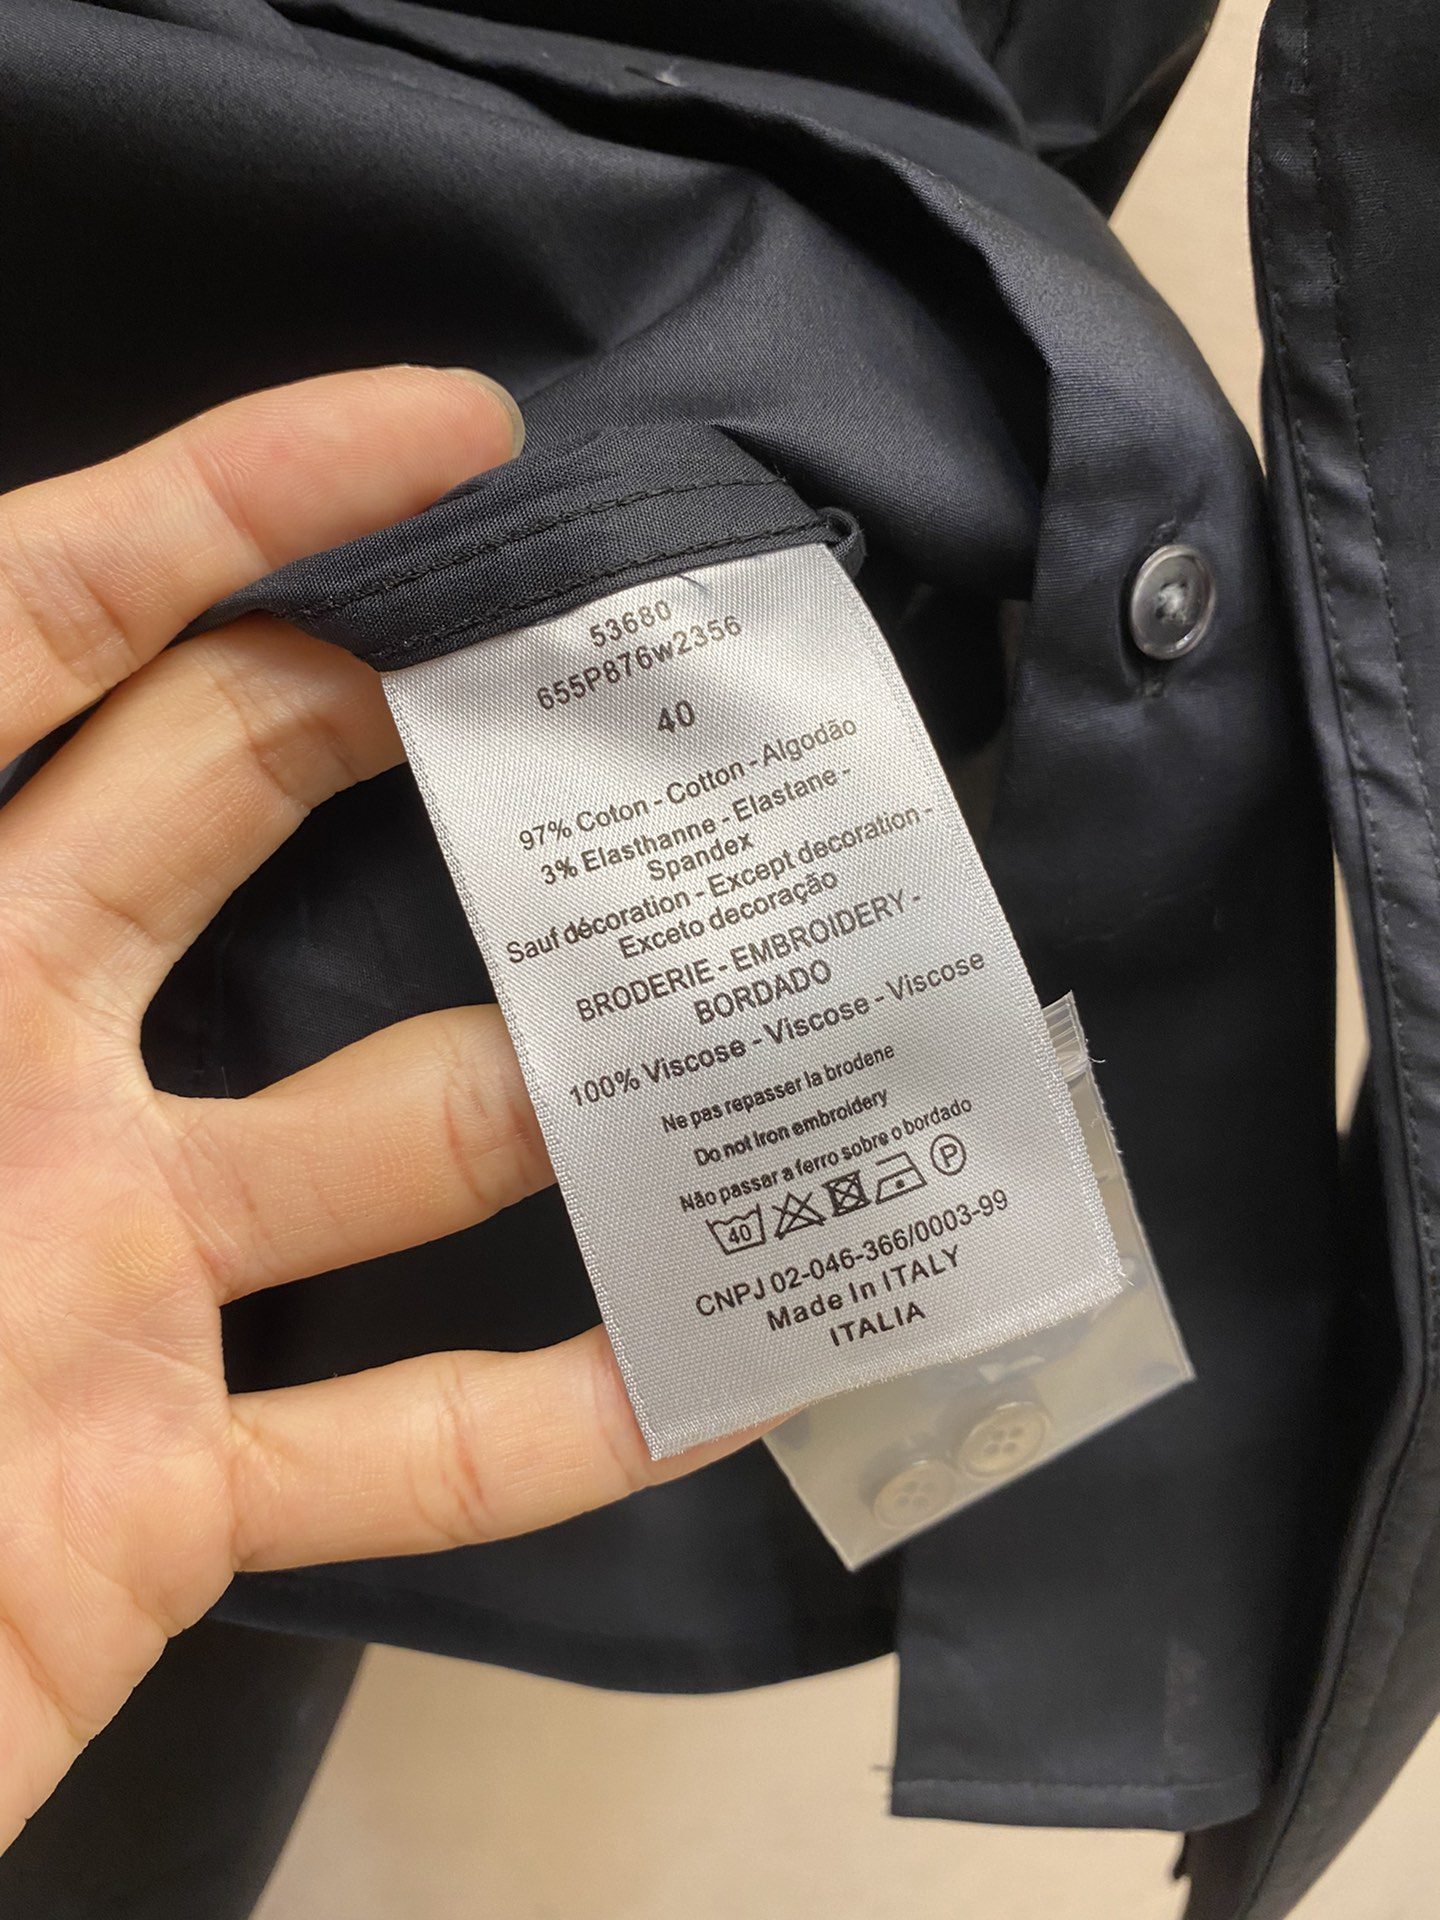 53680
655P876w2356
40
97% Coton - Cotton - Algodão
3% Elasthanne - Elastane -
Spandex
Sauf décoration - Except decoration -
Exceto decoração
BRODERIE - EMBROIDERY -
BORDADO
100% Viscose - Viscose - Viscose
Ne pas repasser la brodene
Do not Iron embroidery
Não passar a ferro sobre o bordado
40 P
CNPJ 02-046-366/0003-99
Made In ITALY
ITALIA